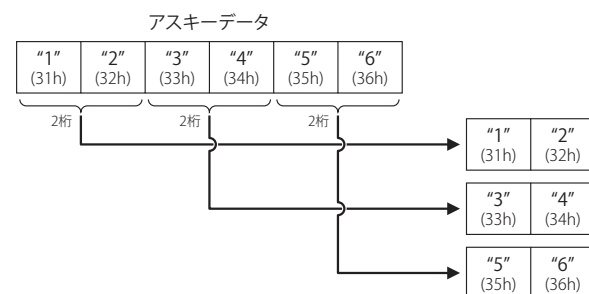 アスキーデータ
“1” “2” “3” “4” “5” “6”
(31h) (32h) (33h) (34h) (35h) (36h)
2桁 2桁 2桁
“1” “2”
(31h) (32h)
“3” “4”
(33h) (34h)
“5” “6”
(35h) (36h)